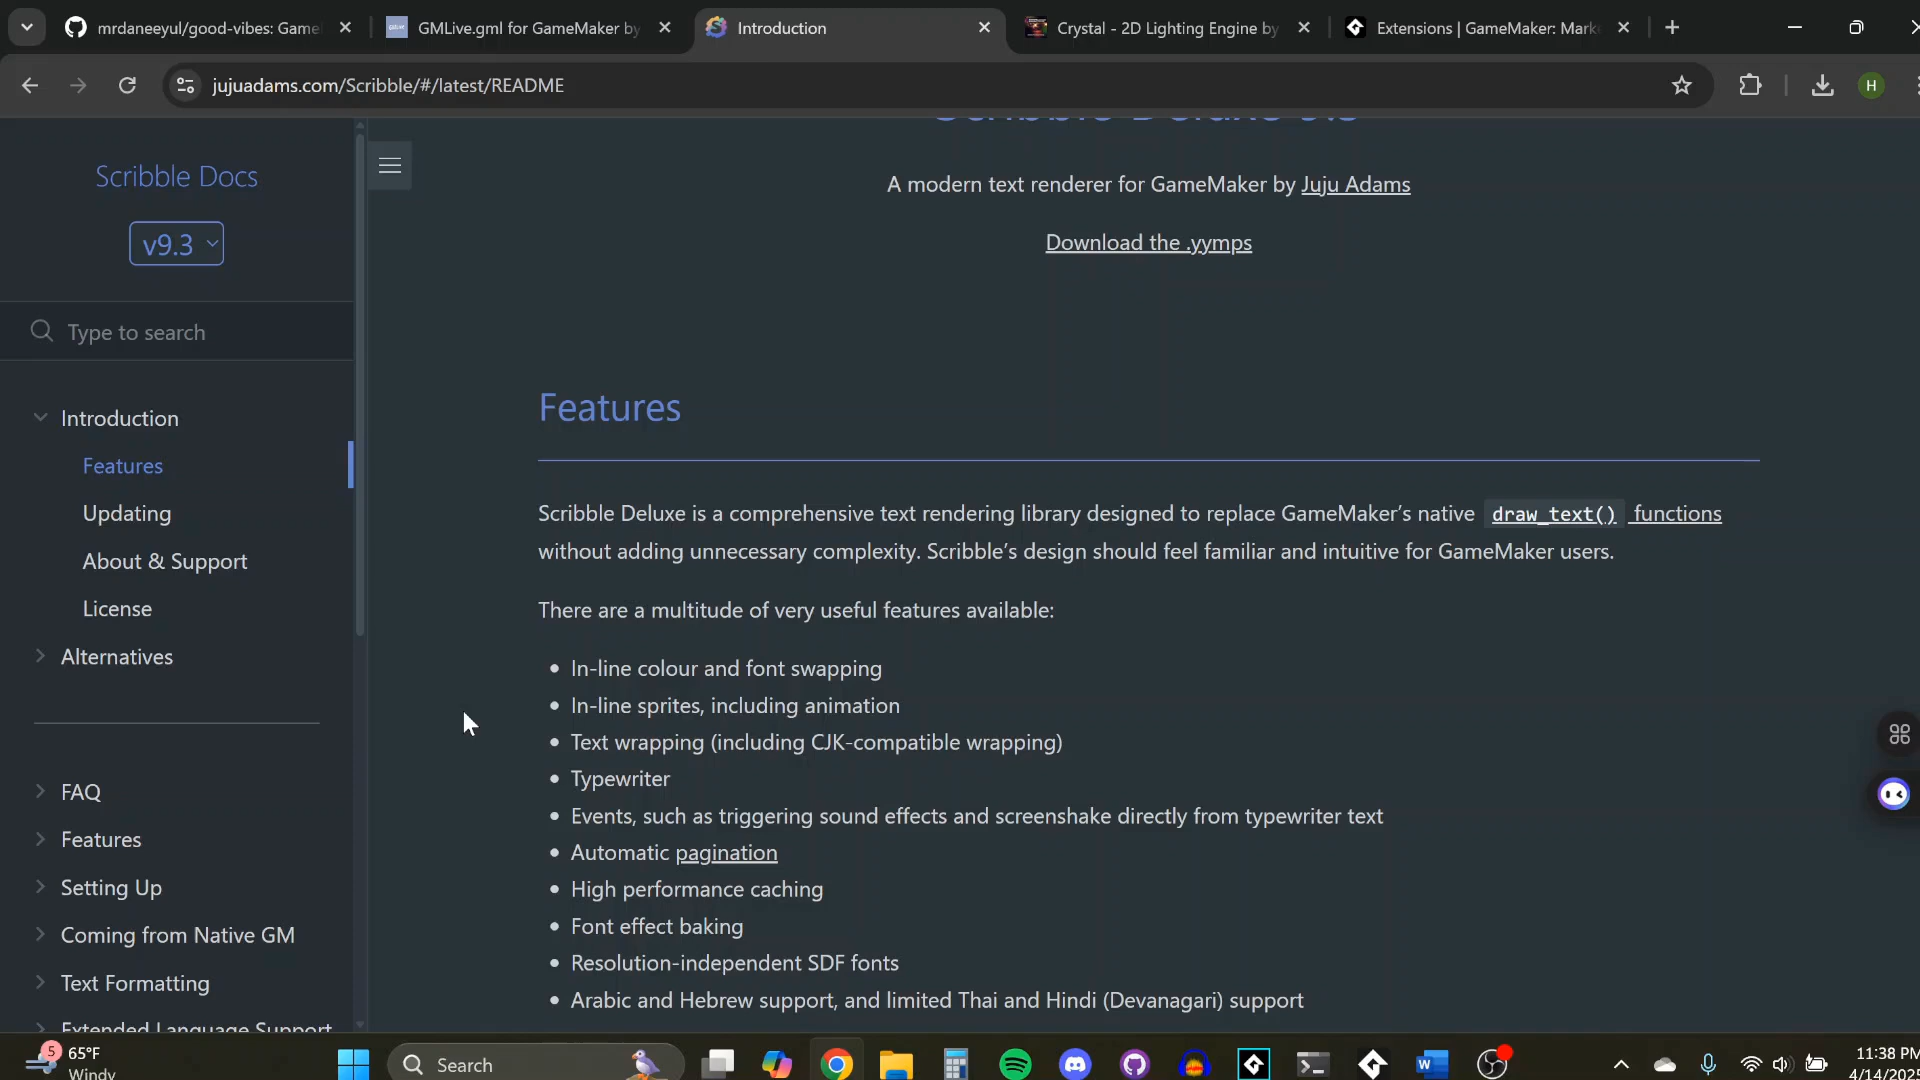 mrdaneeyul/good-vibes: Game
GMLive.gml for GameMaker by
Introduction
Crystal - 2D Lighting Engine by
Extensions | GameMaker: Mark
jujuadams.com/Scribble/#/latest/README
H
Scribble Docs
v9.3
Type to search
Introduction
Features
Updating
About & Support
License
Alternatives
FAQ
Features
Setting Up
Coming from Native GM
Text Formatting
Extended Language Support
A modern text renderer for GameMaker by Juju Adams
Download the .yymps
Features
Scribble Deluxe is a comprehensive text rendering library designed to replace GameMaker’s native draw_text() functions
without adding unnecessary complexity. Scribble’s design should feel familiar and intuitive for GameMaker users.
There are a multitude of very useful features available:
• In-line colour and font swapping
• In-line sprites, including animation
• Text wrapping (including CJK-compatible wrapping)
• Typewriter
• Events, such as triggering sound effects and screenshake directly from typewriter text
• Automatic pagination
• High performance caching
• Font effect baking
• Resolution-independent SDF fonts
• Arabic and Hebrew support, and limited Thai and Hindi (Devanagari) support
5
65°F
Windy
Search
11:38 PM
4/14/2025